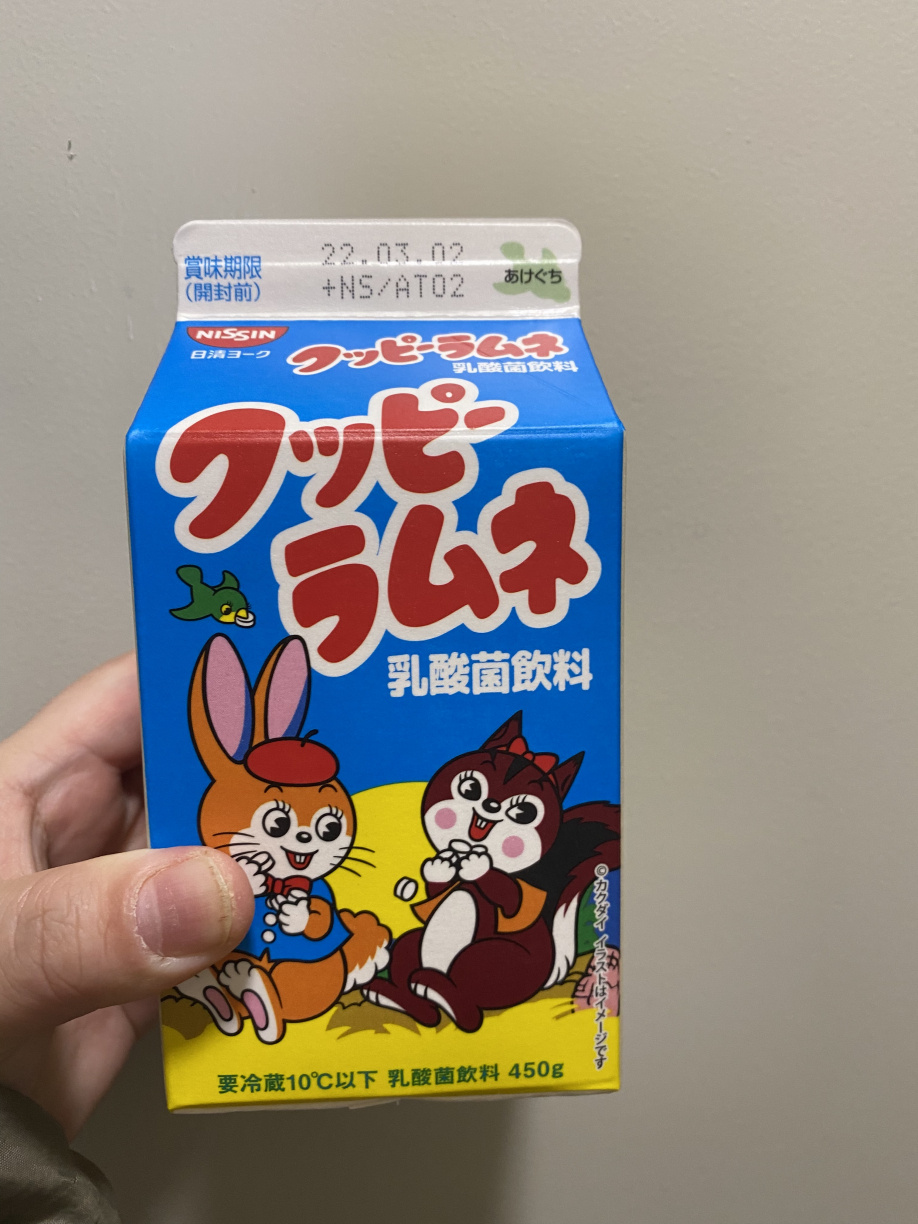 賞味期限
(開封前)
22.03.02
+NS/AT02
あけぐち
NISSIN
日清ヨーク
クッピーラムネ
乳酸菌飲料
クッピー
ラムネ
乳酸菌飲料
©カクダイ イラストはイメージです
要冷蔵10℃以下 乳酸菌飲料 450g